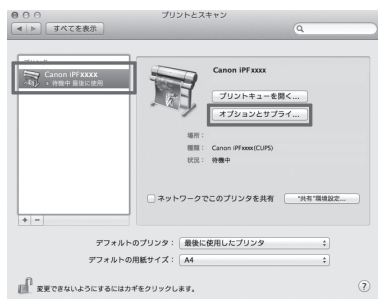 プリントとスキャン
すべてを表示
プリンタ
Canon iPFxxxx
• 待機中 最後に使用
Canon iPFxxxx
プリントキューを開く...
オプションとサプライ...
場所：
種類： Canon iPFxxxx(CUPS)
状況： 待機中
ネットワークでこのプリンタを共有
"共有"環境設定...
+ −
デフォルトのプリンタ： 最後に使用したプリンタ
デフォルトの用紙サイズ： A4
変更できないようにするにはカギをクリックします。
?